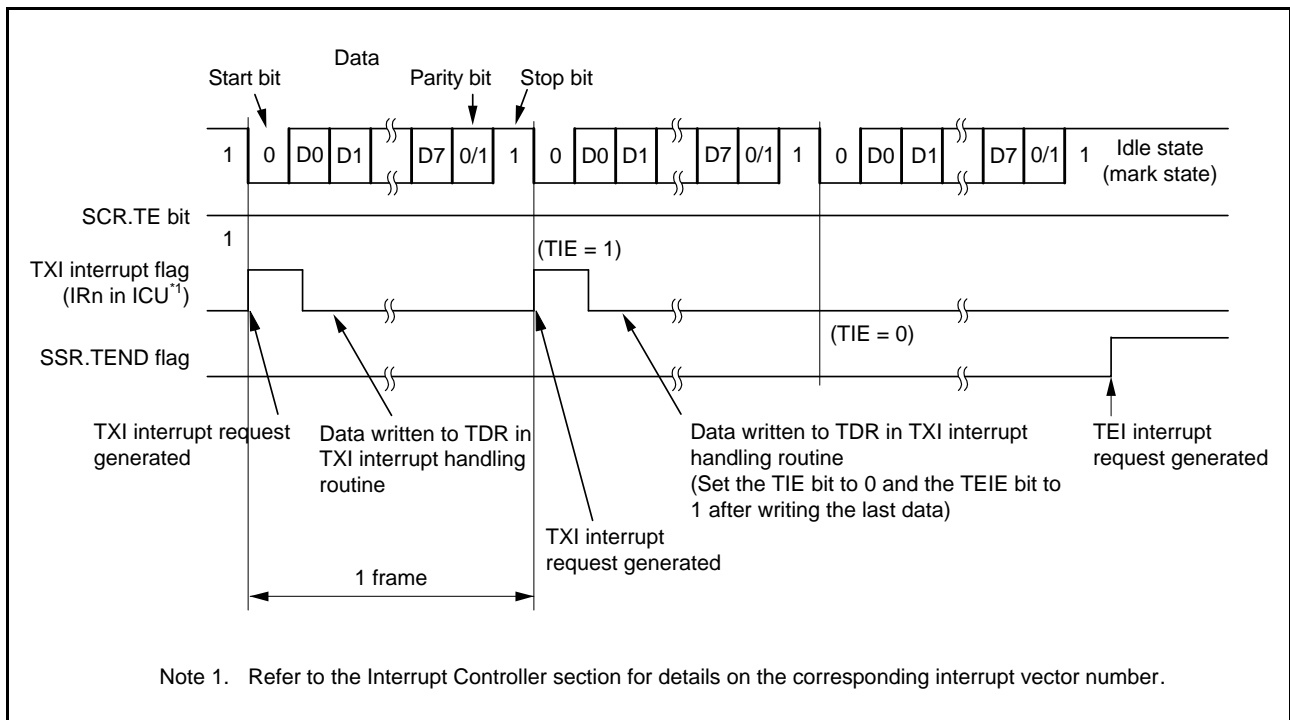 Data
Start bit
Parity bit
Stop bit
1 0 D0 D1 D7 0/1 1 0 D0 D1 D7 0/1 1 0 D0 D1 D7 0/1 1
Idle state
(mark state)
SCR.TE bit
1
(TIE = 1)
TXI interrupt flag
(IRn in ICU*1)
(TIE = 0)
SSR.TEND flag
TXI interrupt request
generated
Data written to TDR in
TXI interrupt handling
routine
Data written to TDR in TXI interrupt
handling routine
(Set the TIE bit to 0 and the TEIE bit to
1 after writing the last data)
TEI interrupt
request generated
TXI interrupt
request generated
1 frame
Note 1. Refer to the Interrupt Controller section for details on the corresponding interrupt vector number.